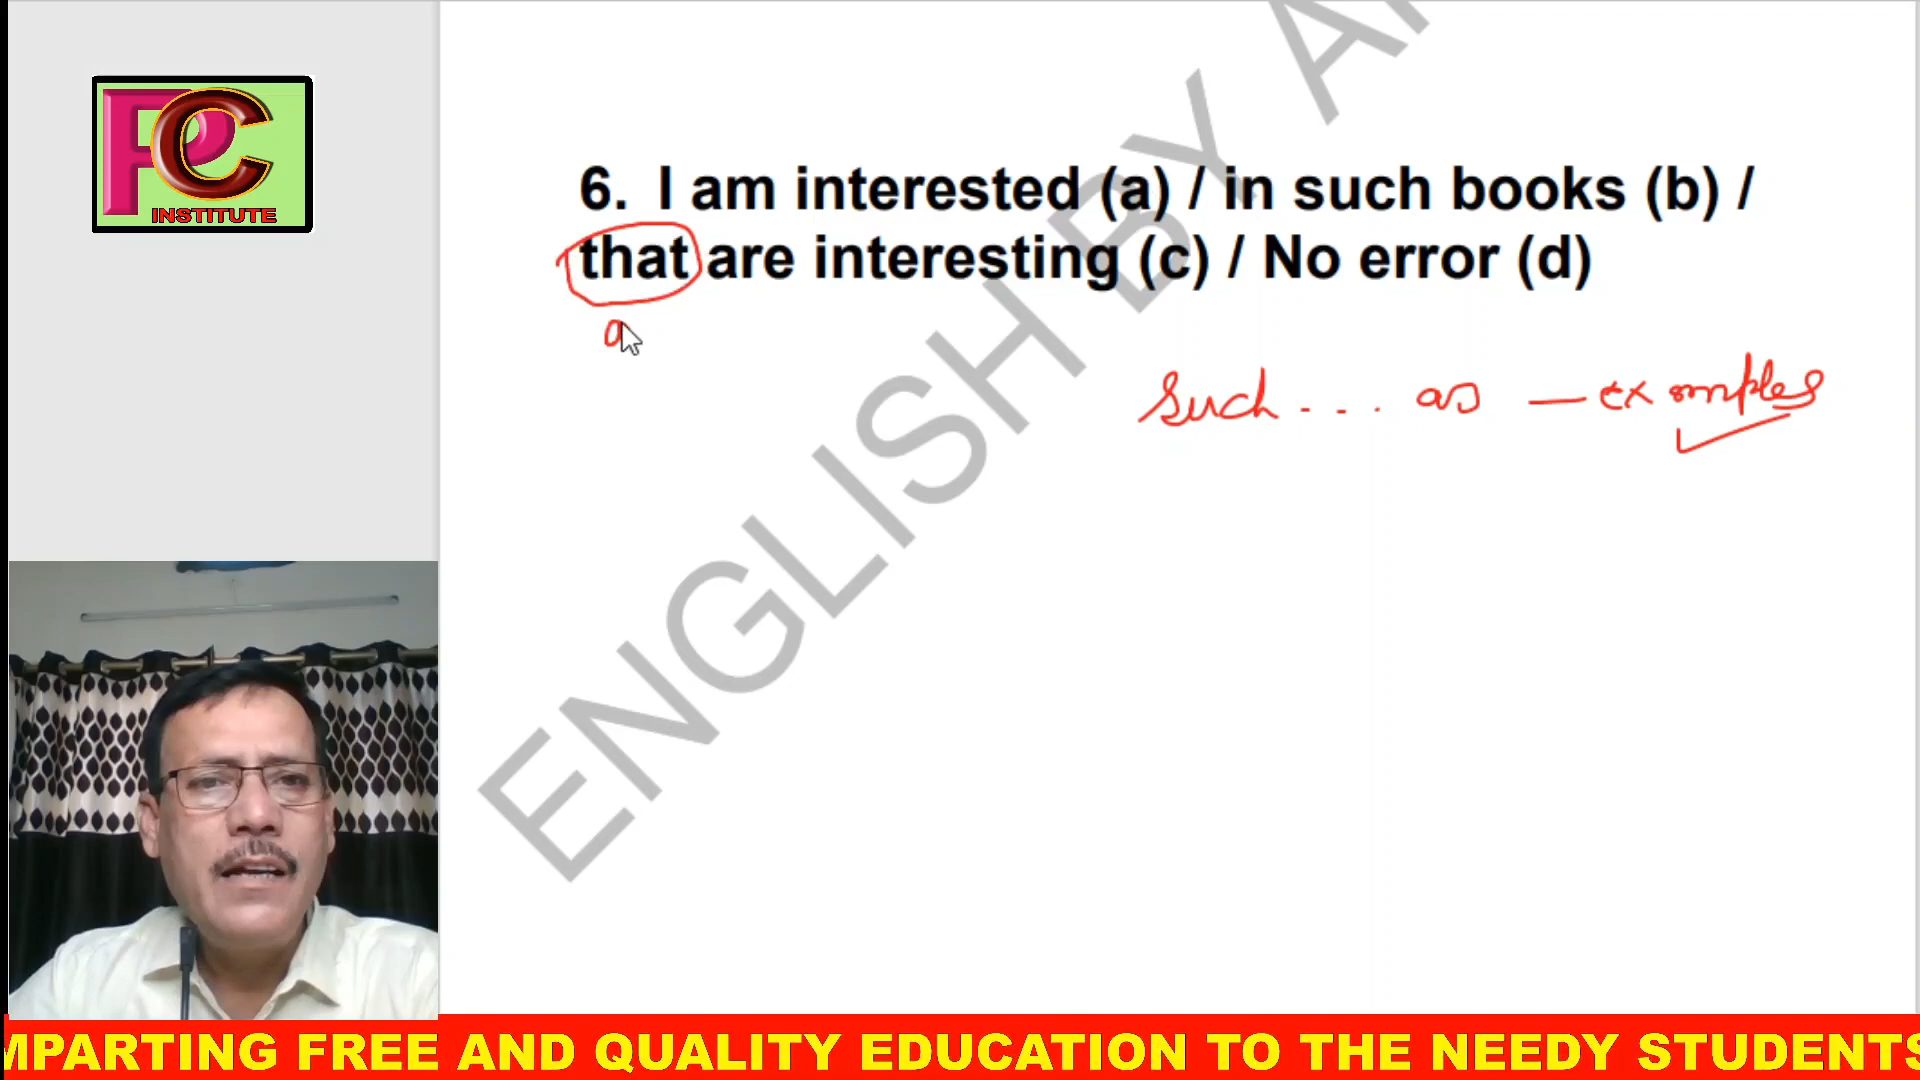 PC
INSTITUTE
6. I am interested (a) / in such books (b) /
that are interesting (c) / No error (d)
such ... as — examples
ENGLISH BY
MPARTING FREE AND QUALITY EDUCATION TO THE NEEDY STUDENTS